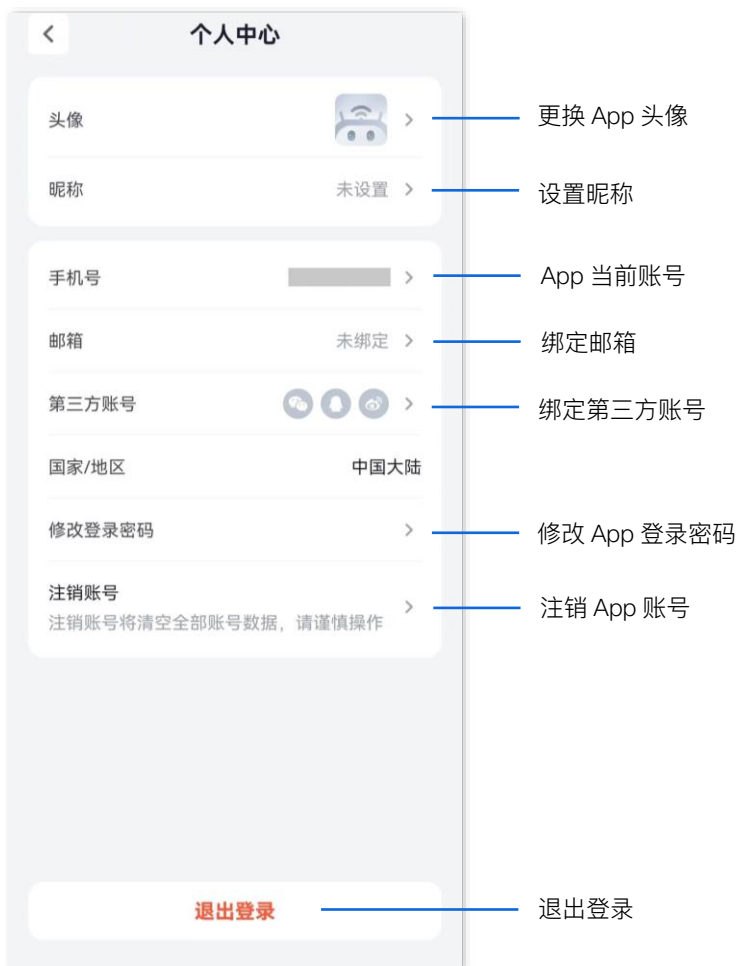 个人中心
头像
更换 App 头像
昵称
未设置
设置昵称
手机号
App 当前账号
邮箱
未绑定
绑定邮箱
第三方账号
绑定第三方账号
国家/地区
中国大陆
修改登录密码
修改 App 登录密码
注销账号
注销账号将清空全部账号数据，请谨慎操作
注销 App 账号
退出登录
退出登录